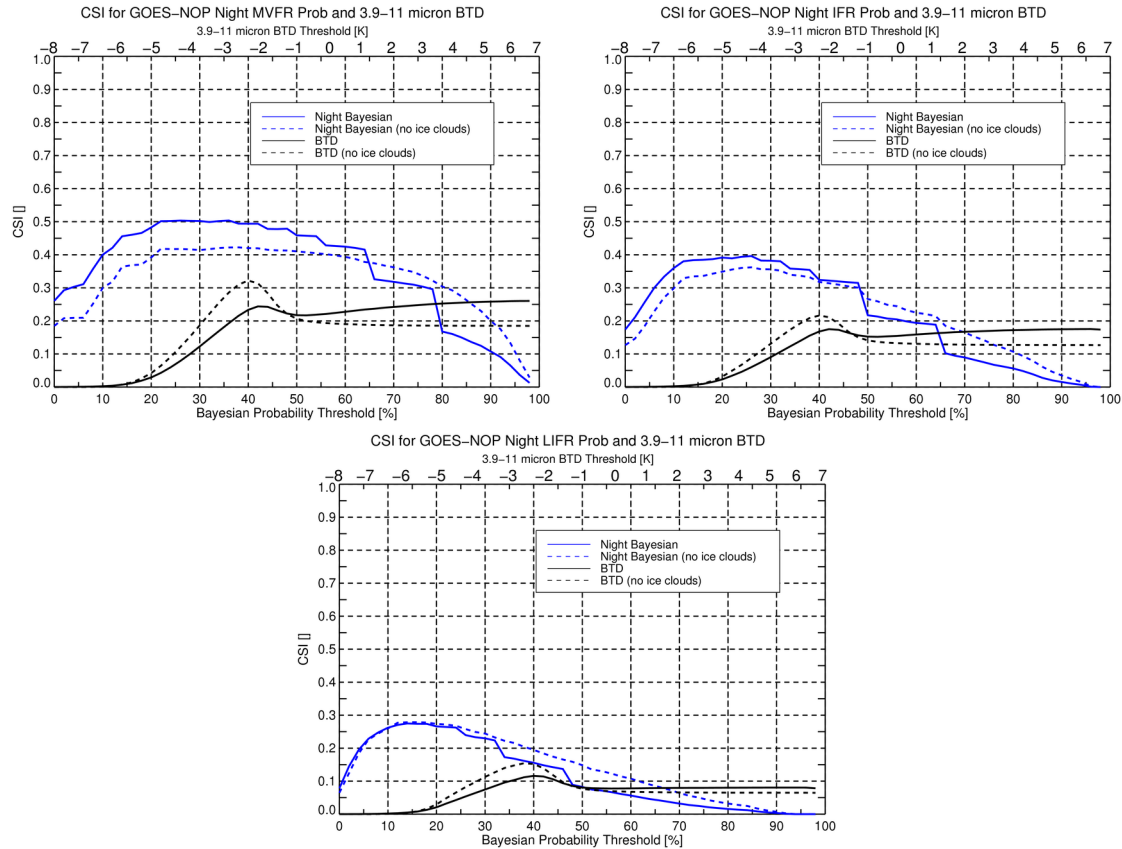 CSI for GOES−NOP Night MVFR Prob and 3.9−11 micron BTD
3.9−11 micron BTD Threshold [K]
−8 −7 −6 −5 −4 −3 −2 −1 0 1 2 3 4 5 6 7
1.0
0.9
0.8
0.7
0.6
0.5
0.4
0.3
0.2
0.1
0.0
CSI []
Night Bayesian
Night Bayesian (no ice clouds)
BTD
BTD (no ice clouds)
0 10 20 30 40 50 60 70 80 90 100
Bayesian Probability Threshold [%]
CSI for GOES−NOP Night IFR Prob and 3.9−11 micron BTD
3.9−11 micron BTD Threshold [K]
−8 −7 −6 −5 −4 −3 −2 −1 0 1 2 3 4 5 6 7
1.0
0.9
0.8
0.7
0.6
0.5
0.4
0.3
0.2
0.1
0.0
CSI []
Night Bayesian
Night Bayesian (no ice clouds)
BTD
BTD (no ice clouds)
0 10 20 30 40 50 60 70 80 90 100
Bayesian Probability Threshold [%]
CSI for GOES−NOP Night LIFR Prob and 3.9−11 micron BTD
3.9−11 micron BTD Threshold [K]
−8 −7 −6 −5 −4 −3 −2 −1 0 1 2 3 4 5 6 7
1.0
0.9
0.8
0.7
0.6
0.5
0.4
0.3
0.2
0.1
0.0
CSI []
Night Bayesian
Night Bayesian (no ice clouds)
BTD
BTD (no ice clouds)
0 10 20 30 40 50 60 70 80 90 100
Bayesian Probability Threshold [%]